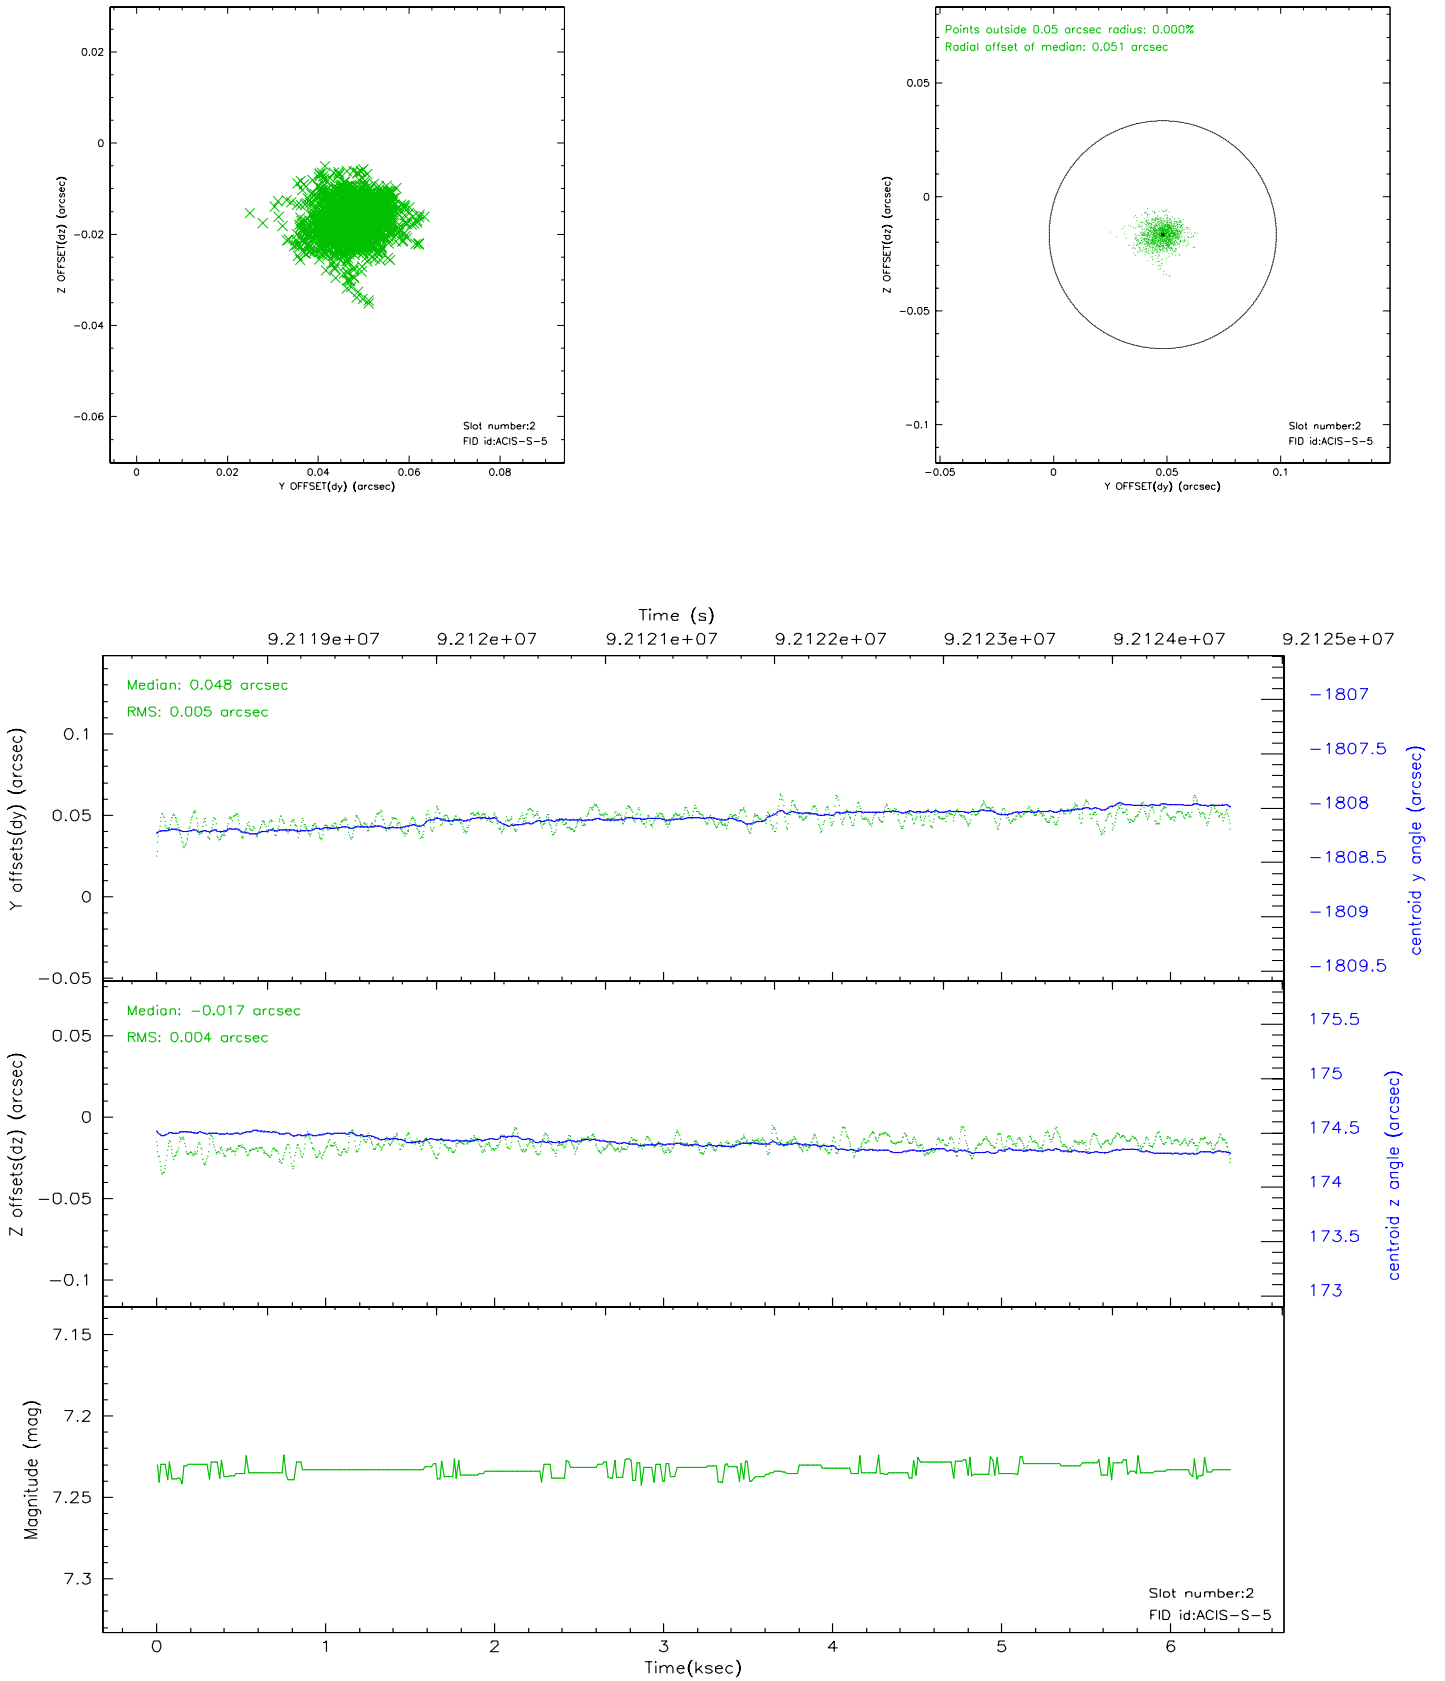 0.02
0
−0.02
−0.04
−0.06
Z OFFSET(dz) (arcsec)
Slot number:2
FID id:ACIS−S−5
0 0.02 0.04 0.06 0.08
Y OFFSET(dy) (arcsec)
Points outside 0.05 arcsec radius: 0.000%
Radial offset of median: 0.051 arcsec
0.05
0
−0.05
−0.1
Z OFFSET(dz) (arcsec)
Slot number:2
FID id:ACIS−S−5
−0.05 0 0.05 0.1
Y OFFSET(dy) (arcsec)
Time (s)
9.2119e+07 9.212e+07 9.2121e+07 9.2122e+07 9.2123e+07 9.2124e+07 9.2125e+07
Median: 0.048 arcsec
RMS: 0.005 arcsec
0.1
0.05
0
−0.05
Y offsets(dy) (arcsec)
−1807
−1807.5
−1808
−1808.5
−1809
−1809.5
centroid y angle (arcsec)
Median: −0.017 arcsec
RMS: 0.004 arcsec
0.05
0
−0.05
−0.1
Z offsets(dz) (arcsec)
175.5
175
174.5
174
173.5
173
centroid z angle (arcsec)
7.15
7.2
7.25
7.3
Magnitude (mag)
Slot number:2
FID id:ACIS−S−5
0 1 2 3 4 5 6
Time(ksec)